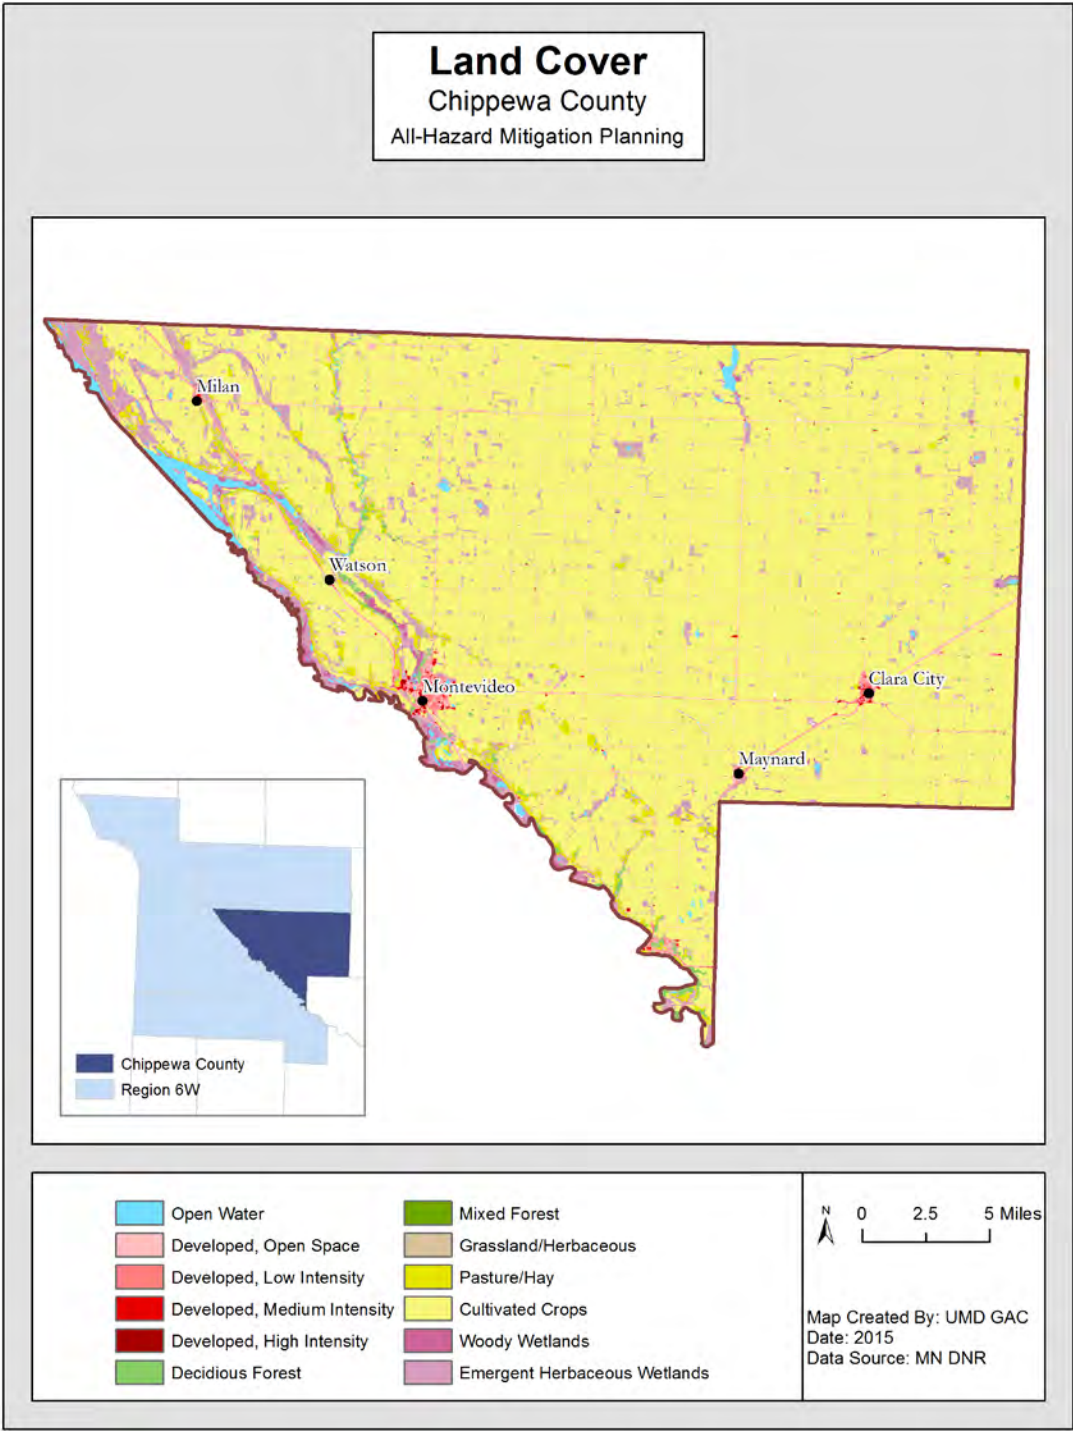 Land Cover
Chippewa County
All-Hazard Mitigation Planning
Milan
Watson
Montevideo
Clara City
Maynard
Chippewa County
Region 6W
Open Water
Developed, Open Space
Developed, Low Intensity
Developed, Medium Intensity
Developed, High Intensity
Decidious Forest
Mixed Forest
Grassland/Herbaceous
Pasture/Hay
Cultivated Crops
Woody Wetlands
Emergent Herbaceous Wetlands
N
0 2.5 5 Miles
Map Created By: UMD GAC
Date: 2015
Data Source: MN DNR